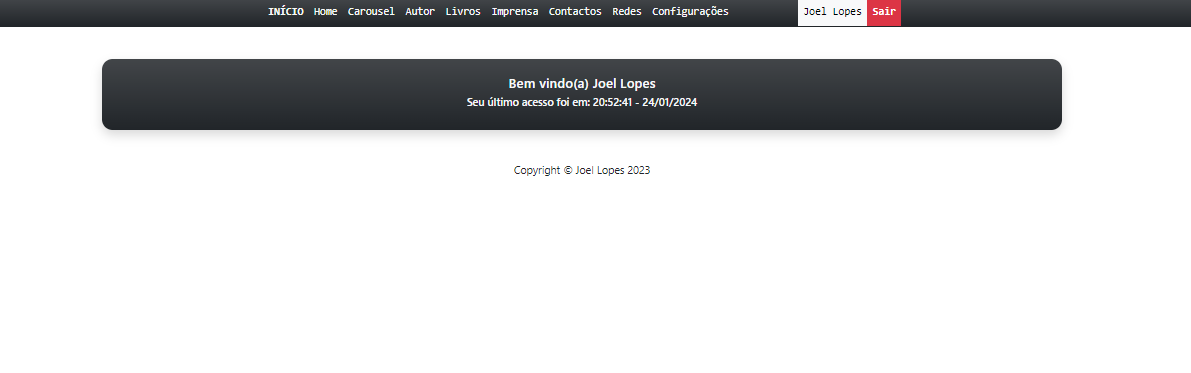 INÍCIO Home Carousel Autor Livros Imprensa Contactos Redes Configurações Joel Lopes Sair
Bem vindo(a) Joel Lopes
Seu último acesso foi em: 20:52:41 - 24/01/2024
Copyright © Joel Lopes 2023